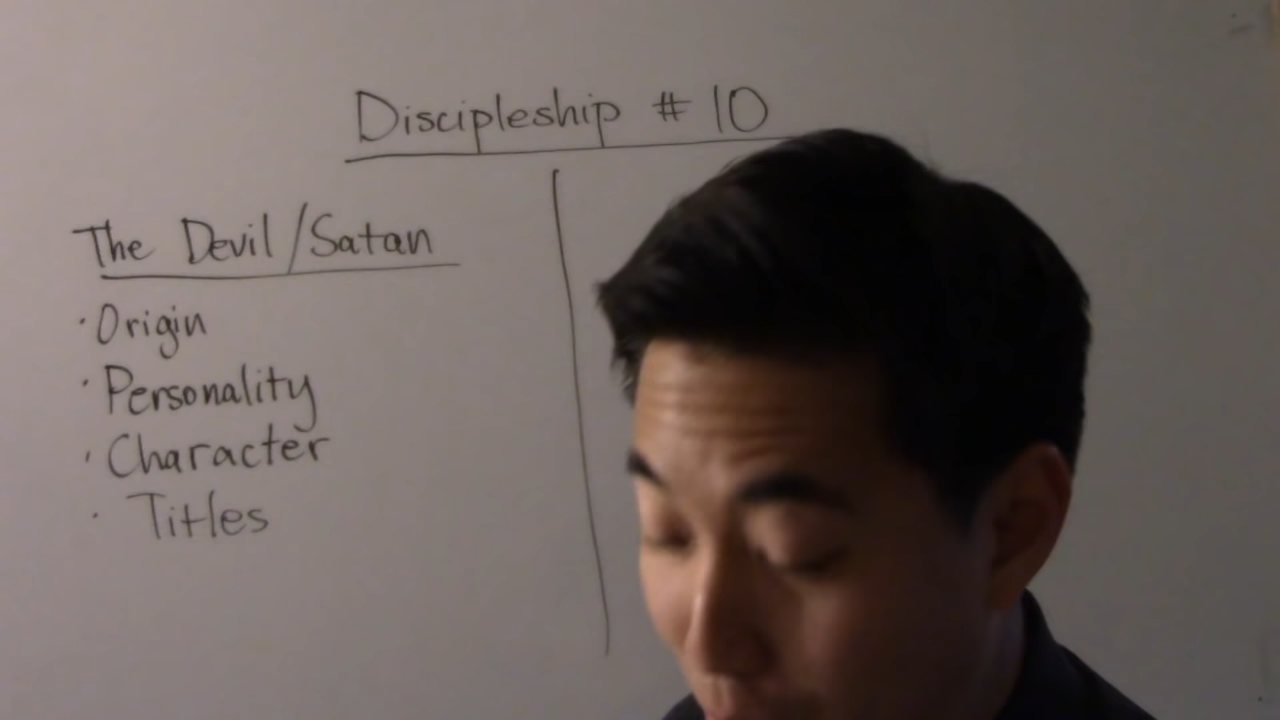 Discipleship # 10
The Devil/Satan
· Origin
· Personality
· Character
· Titles